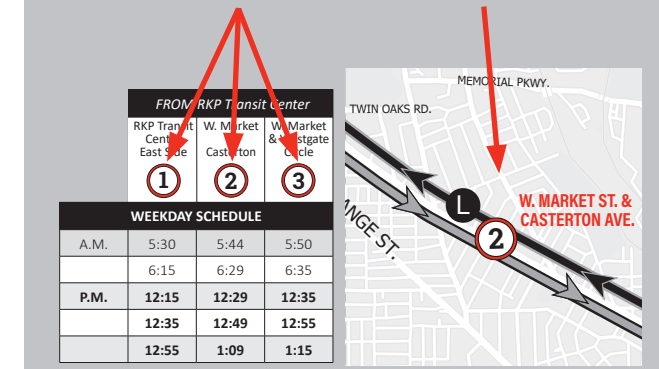 FROM RKP Transit Center
RKP Transit Center East Side
W. Market Casterton
W. Market & Westgate Circle
1 2 3
WEEKDAY SCHEDULE
A.M. 5:30 5:44 5:50
6:15 6:29 6:35
P.M. 12:15 12:29 12:35
12:35 12:49 12:55
12:55 1:09 1:15
MEMORIAL PKWY.
TWIN OAKS RD.
L
W. MARKET ST. &
CASTERTON AVE.
2
ANGE ST.